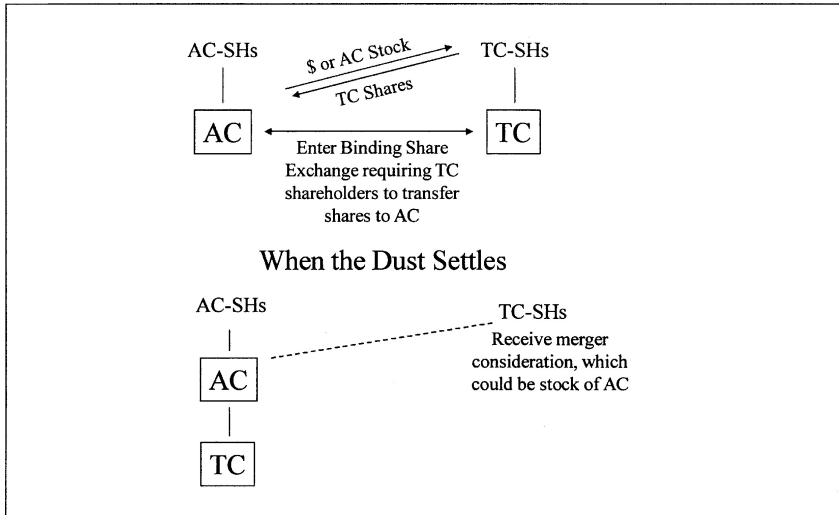 AC-SHs
$ or AC Stock
TC-SHs
TC Shares
AC
TC
Enter Binding Share
Exchange requiring TC
shareholders to transfer
shares to AC
When the Dust Settles
AC-SHs
TC-SHs
Receive merger
consideration, which
could be stock of AC
AC
TC